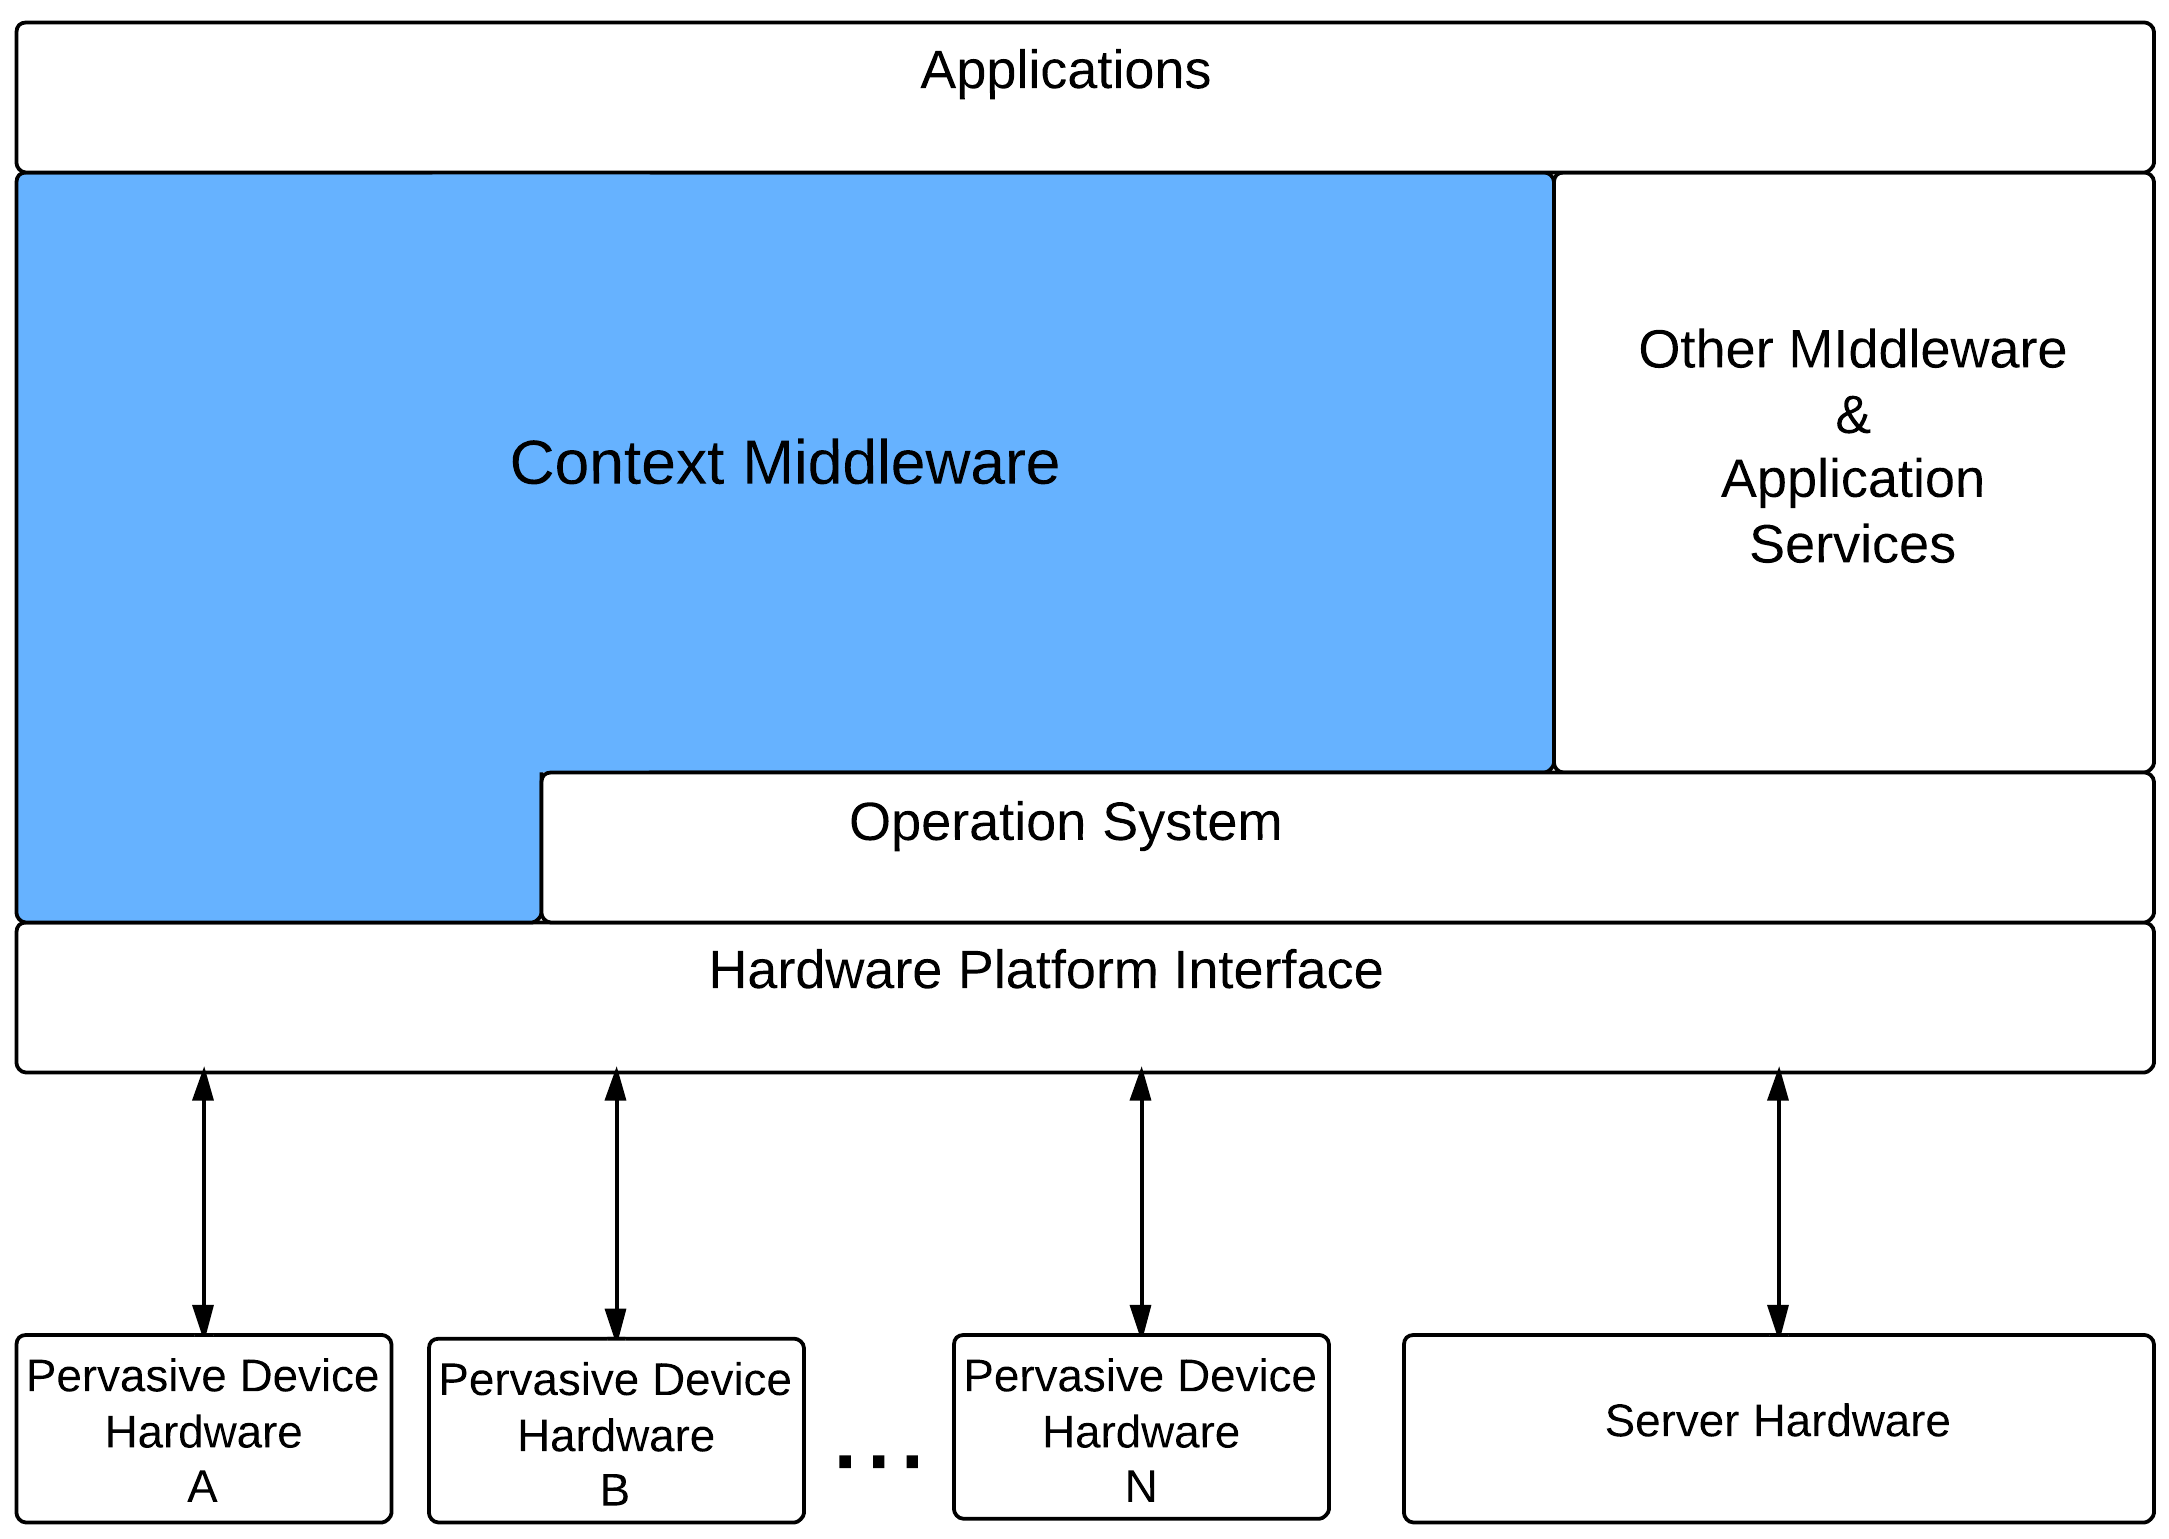 Applications
Context Middleware
Other MIddleware
&
Application
Services
Operation System
Hardware Platform Interface
Pervasive Device
Hardware
A
Pervasive Device
Hardware
B
...
Pervasive Device
Hardware
N
Server Hardware